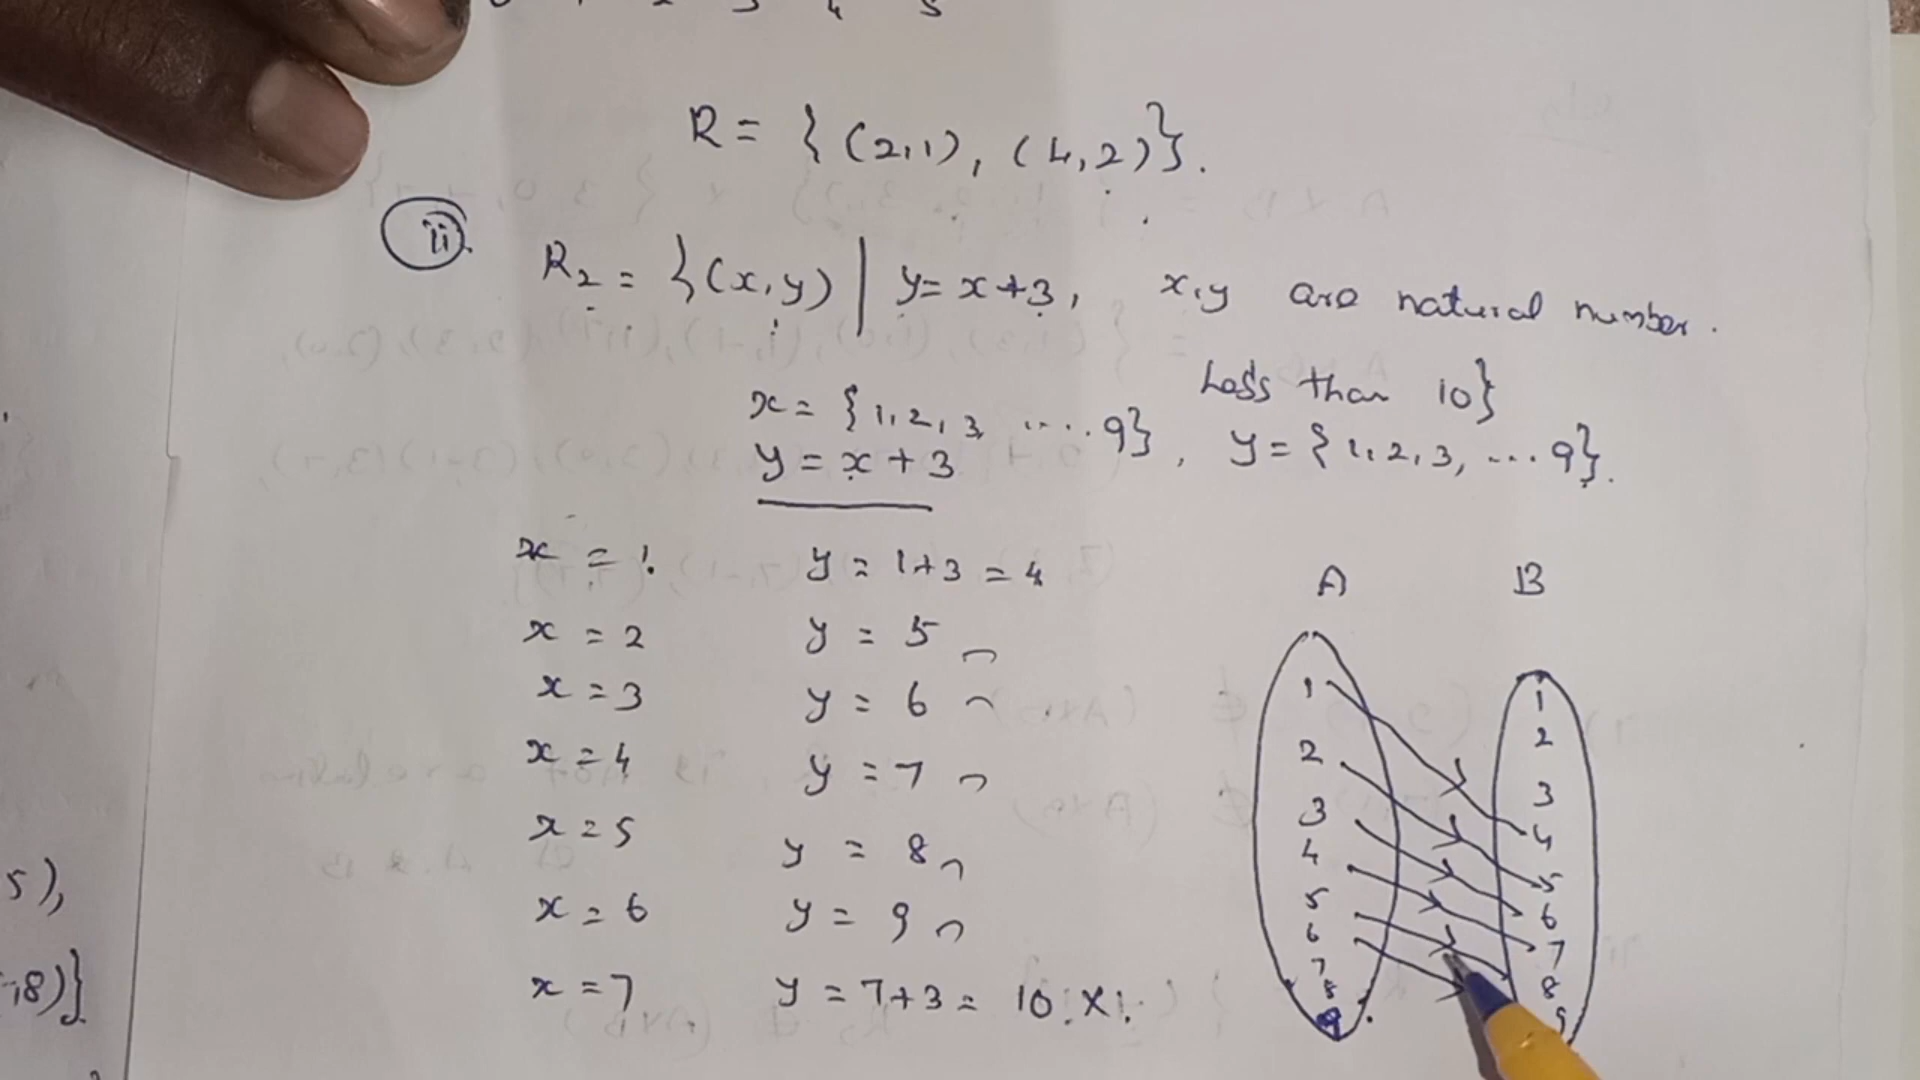 R = { (2,1), (4,2)}.
ii. R2 = {(x,y) | y = x+3, x,y are natural number.
Less than 10}
x = {1,2,3 .... 9}, y = {1,2,3, ... 9}.
y = x + 3
x = 1. y = 1+3 = 4
x = 2 y = 5
x = 3 y = 6
x = 4 y = 7
x = 5 y = 8
x = 6 y = 9
x = 7 y = 7+3 = 10 X.
A B
1 1
2 2
3 3
4 4
5 5
6 6
7 7
8 8
9 9
5),
,8)}